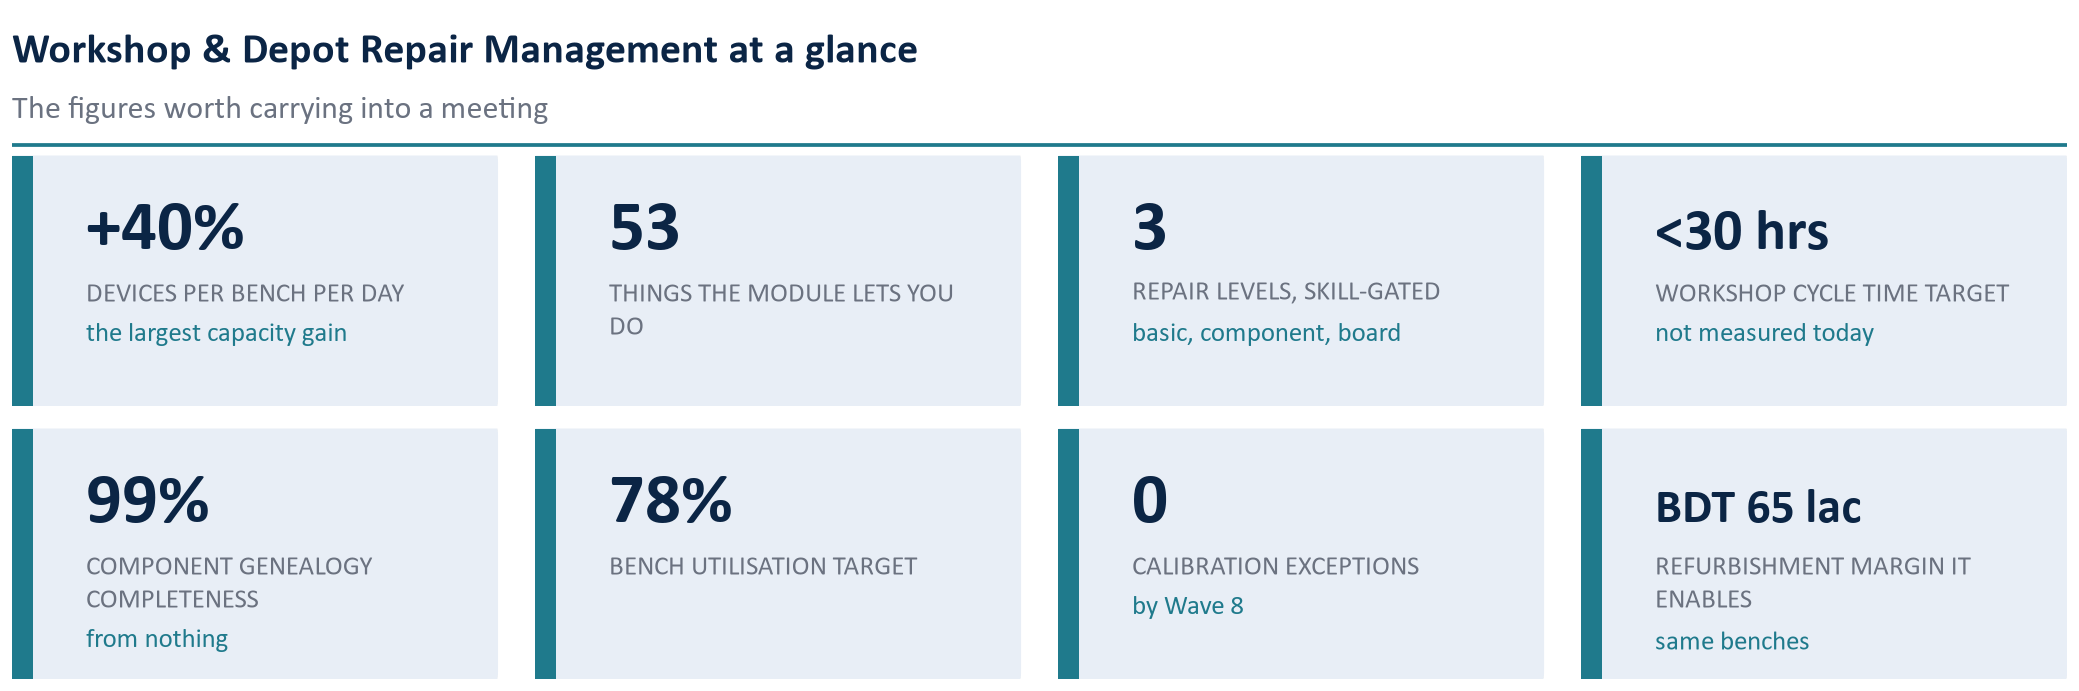 Workshop & Depot Repair Management at a glance
The figures worth carrying into a meeting
+40%
DEVICES PER BENCH PER DAY
the largest capacity gain
53
THINGS THE MODULE LETS YOU
DO
3
REPAIR LEVELS, SKILL-GATED
basic, component, board
<30 hrs
WORKSHOP CYCLE TIME TARGET
not measured today
99%
COMPONENT GENEALOGY
COMPLETENESS
from nothing
78%
BENCH UTILISATION TARGET
0
CALIBRATION EXCEPTIONS
by Wave 8
BDT 65 lac
REFURBISHMENT MARGIN IT
ENABLES
same benches